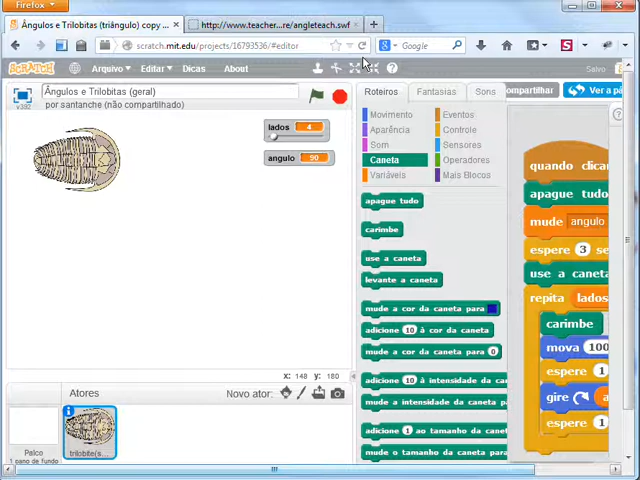 Firefox
Ângulos e Trilobitas (triângulo) copy ...
http://www.teacher...re/angleteach.swf
scratch.mit.edu/projects/16793536/#editor
Google
SCRATCH
Arquivo
Editar
Dicas
About
Salvo
Ângulos e Trilobitas (geral)
por santanche (não compartilhado)
v392
lados 4
angulo 90
Roteiros
Fantasias
Sons
ompartilhar
Ver a pá
Movimento
Eventos
Aparência
Controle
Som
Sensores
Caneta
Operadores
Variáveis
Mais Blocos
apague tudo
carimbe
use a caneta
levante a caneta
mude a cor da caneta para
adicione 10 à cor da caneta
mude a cor da caneta para 0
adicione 10 à intensidade da car
mude a intensidade da caneta pa
adicione 1 ao tamanho da caneta
mude o tamanho da caneta para
quando clica
apague tudo
mude angulo
espere 3 se
use a caneta
repita lados
carimbe
mova 100
espere 1
gire a
espere 1
x: 148 y: 180
Atores
Novo ator:
Palco
1 pano de fundo
trilobite(s...